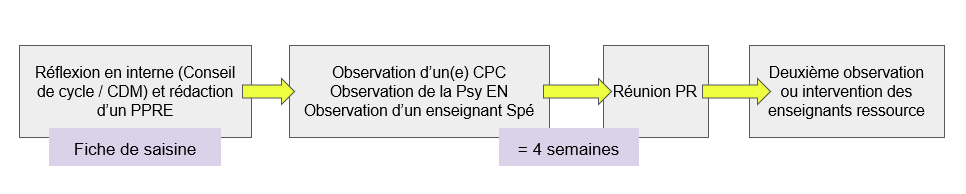 Réflexion en interne (Conseil
de cycle / CDM) et rédaction
d'un PPRE
Fiche de saisine
Observation d'un(e) CPC
Observation de la Psy EN
Observation d'un enseignant Spé
= 4 semaines
Réunion PR
Deuxième observation
ou intervention des
enseignants ressource